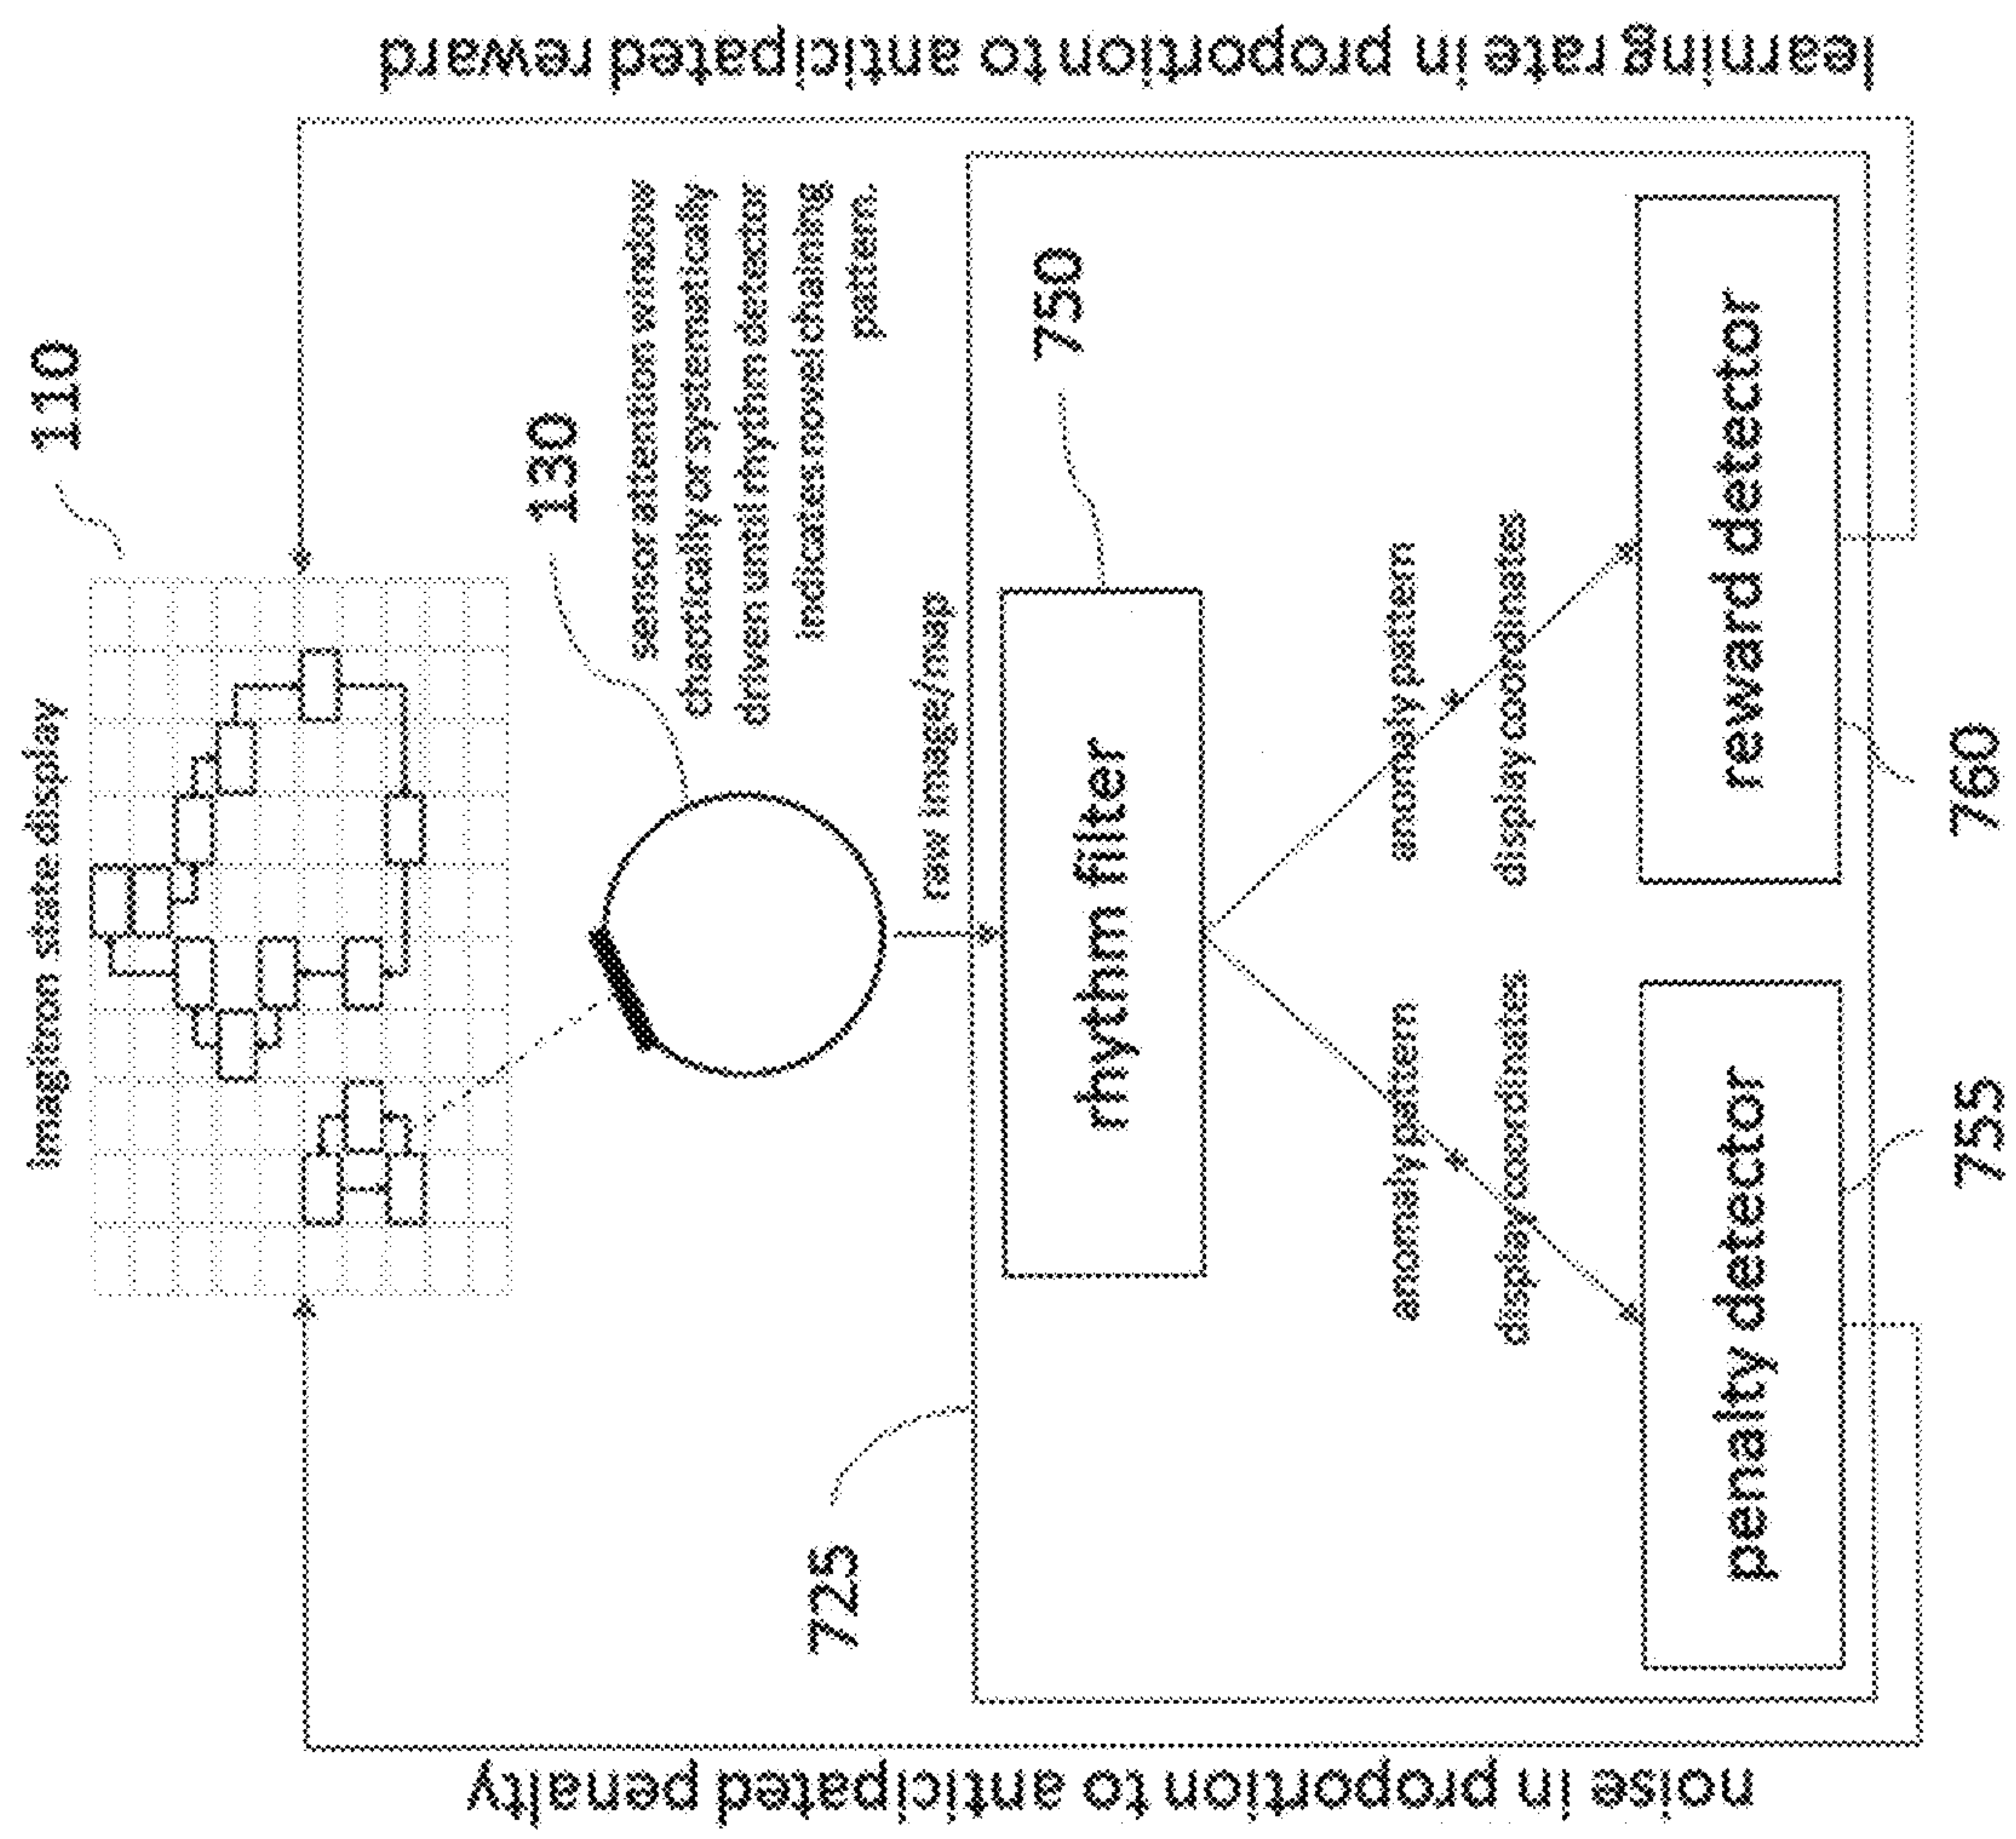 imagitron state display
110
130
sensor attention window
chaotically or systematically
driven until rhythm detector
indicates novel chaining
pattern.
raw image/map
725
750
rhythm filter
anomaly pattern
display coordinates
anomaly pattern
display coordinates
penalty detector
reward detector
755
760
noise in proportion to anticipated penalty
learning rate in proportion to anticipated reward